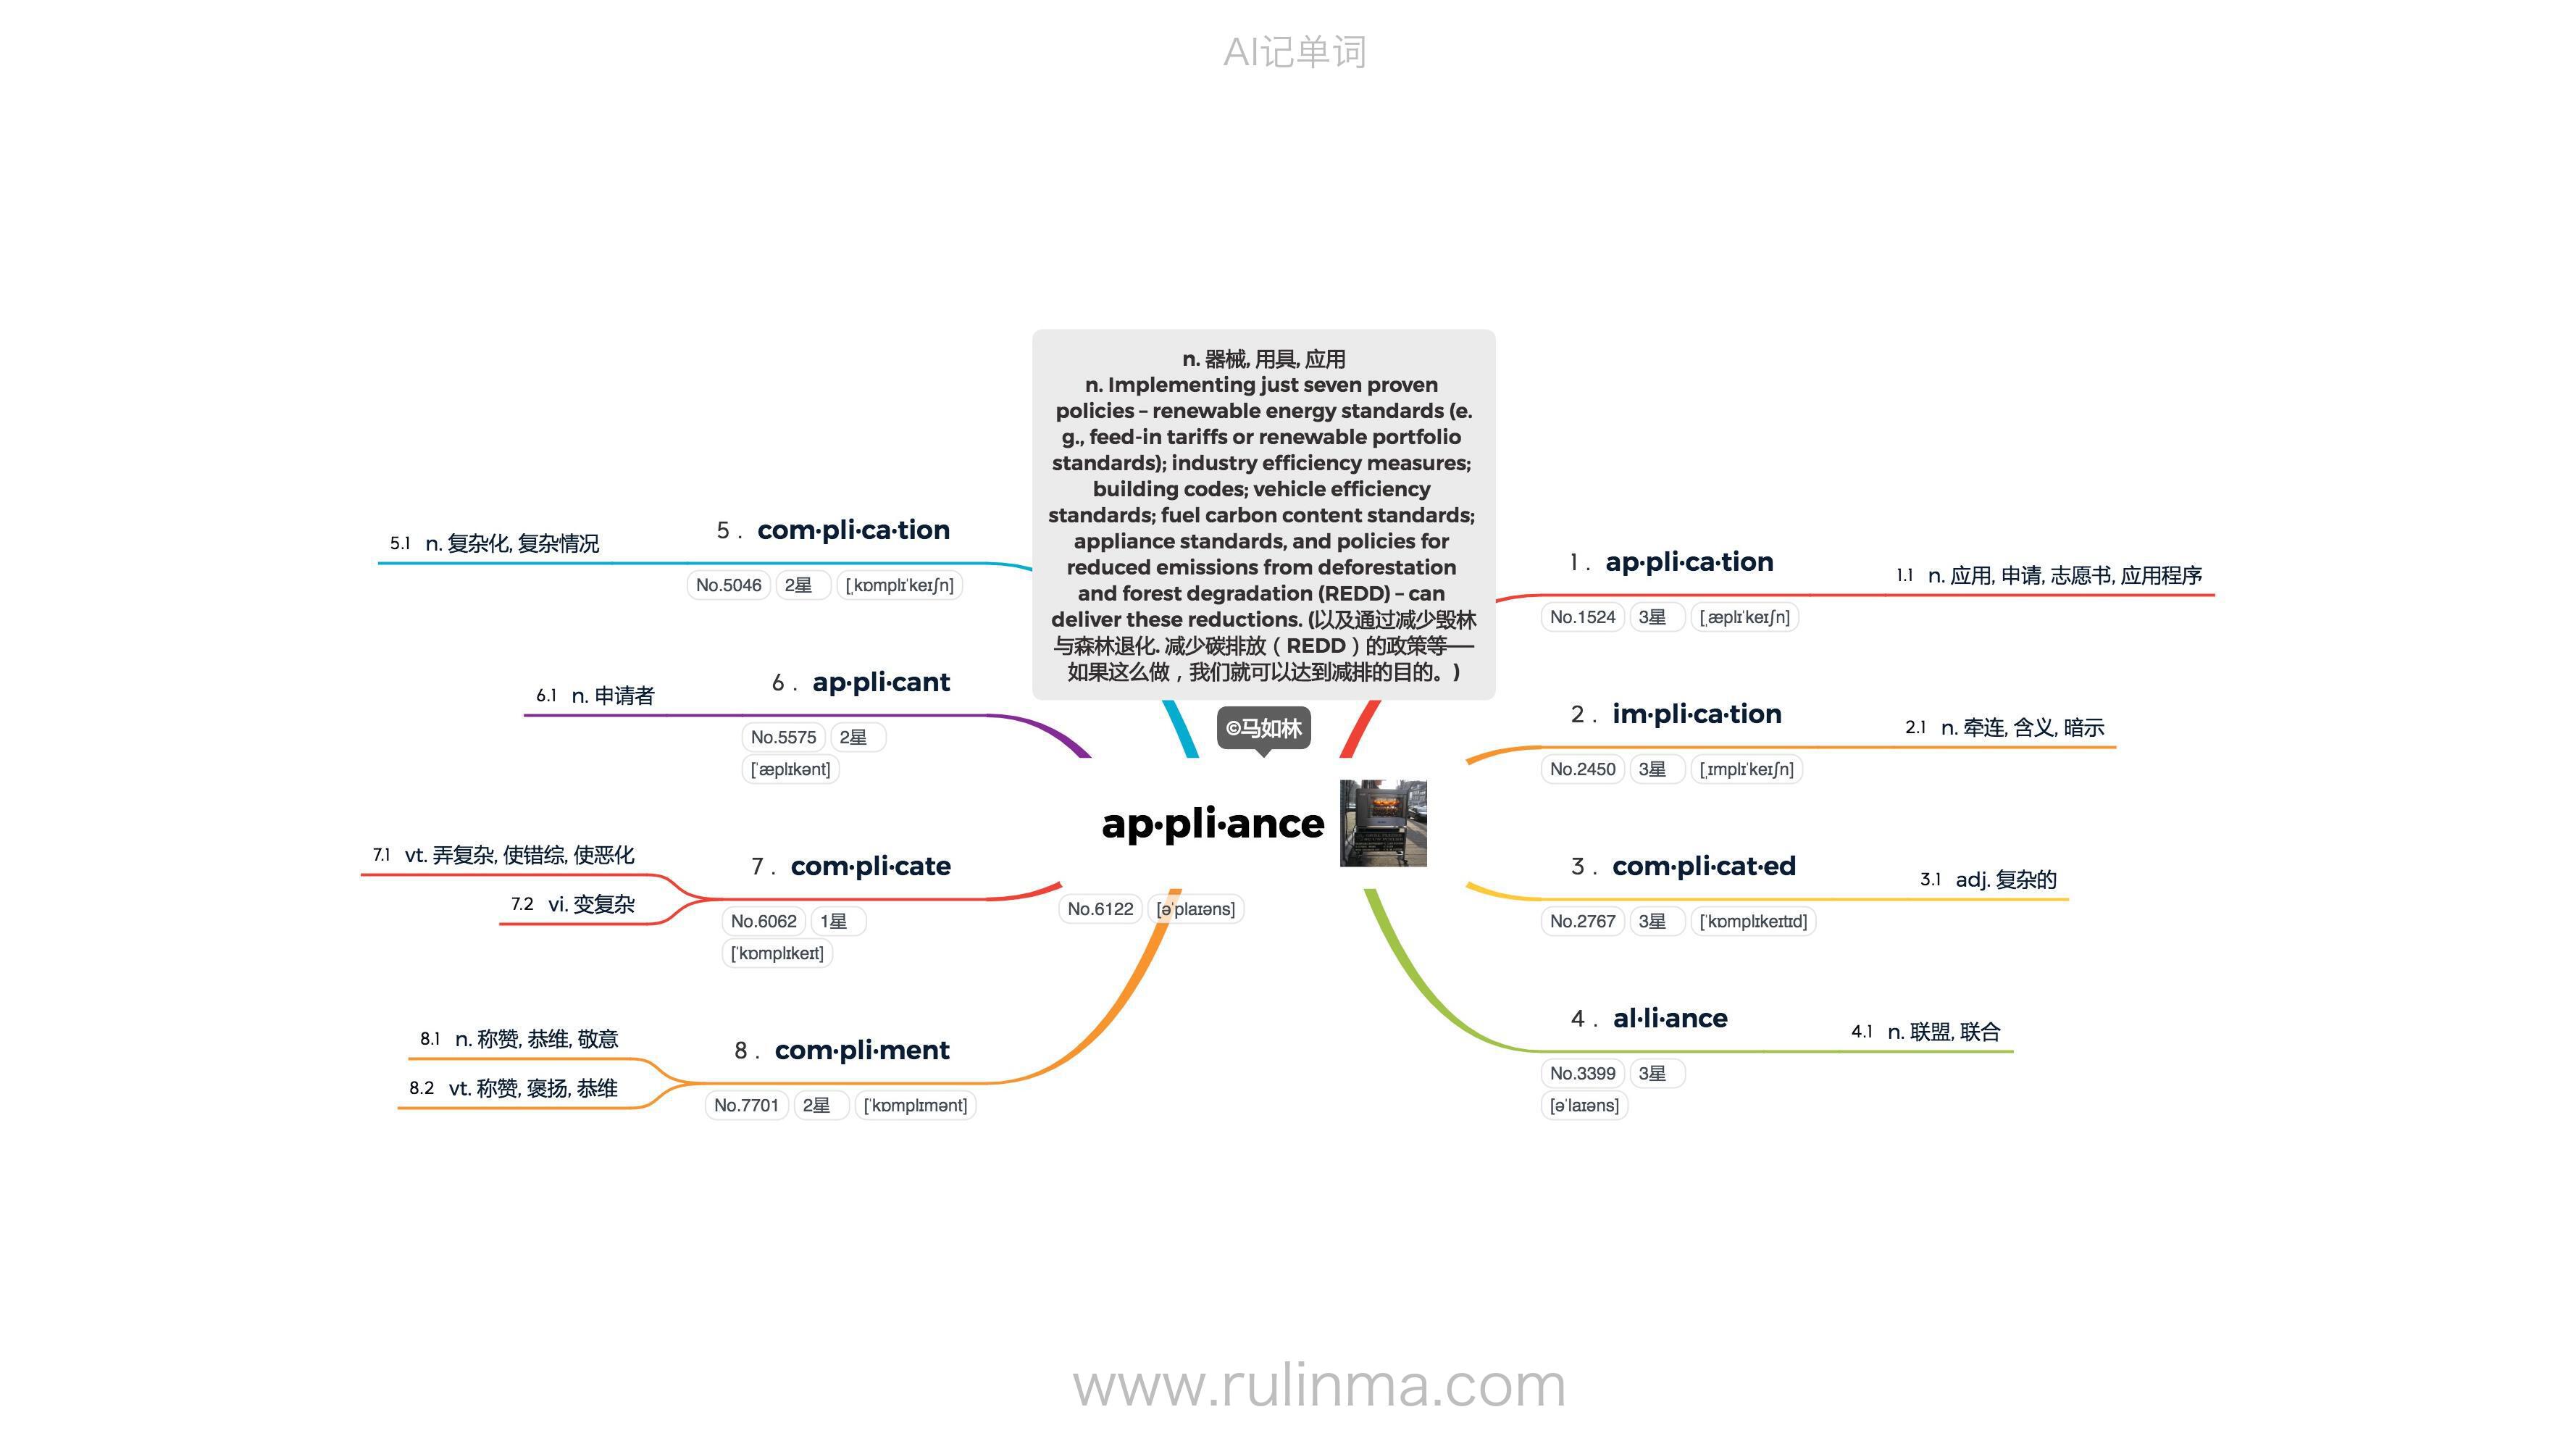 AI记单词
n. 器械, 用具, 应用
n. Implementing just seven proven
policies – renewable energy standards (e.
g., feed-in tariffs or renewable portfolio
standards); industry efficiency measures;
building codes; vehicle efficiency
standards; fuel carbon content standards;
appliance standards, and policies for
reduced emissions from deforestation
and forest degradation (REDD) – can
deliver these reductions. (以及通过减少毁林
与森林退化. 减少碳排放（REDD）的政策等——
如果这么做，我们就可以达到减排的目的。)
©马如林
ap·pli·ance
No.6122 [ə'plaɪəns]
1. ap·pli·ca·tion
No.1524 3星 [ˌæplɪ'keɪʃn]
1.1 n. 应用, 申请, 志愿书, 应用程序
2. im·pli·ca·tion
No.2450 3星 [ˌɪmplɪ'keɪʃn]
2.1 n. 牵连, 含义, 暗示
3. com·pli·cat·ed
No.2767 3星 ['kɒmplɪkeɪtɪd]
3.1 adj. 复杂的
4. al·li·ance
No.3399 3星
[ə'laɪəns]
4.1 n. 联盟, 联合
5. com·pli·ca·tion
No.5046 2星 [ˌkɒmplɪ'keɪʃn]
5.1 n. 复杂化, 复杂情况
6. ap·pli·cant
No.5575 2星
['æplɪkənt]
6.1 n. 申请者
7. com·pli·cate
No.6062 1星
['kɒmplɪkeɪt]
7.1 vt. 弄复杂, 使错综, 使恶化
7.2 vi. 变复杂
8. com·pli·ment
No.7701 2星 ['kɒmplɪmənt]
8.1 n. 称赞, 恭维, 敬意
8.2 vt. 称赞, 褒扬, 恭维
www.rulinma.com